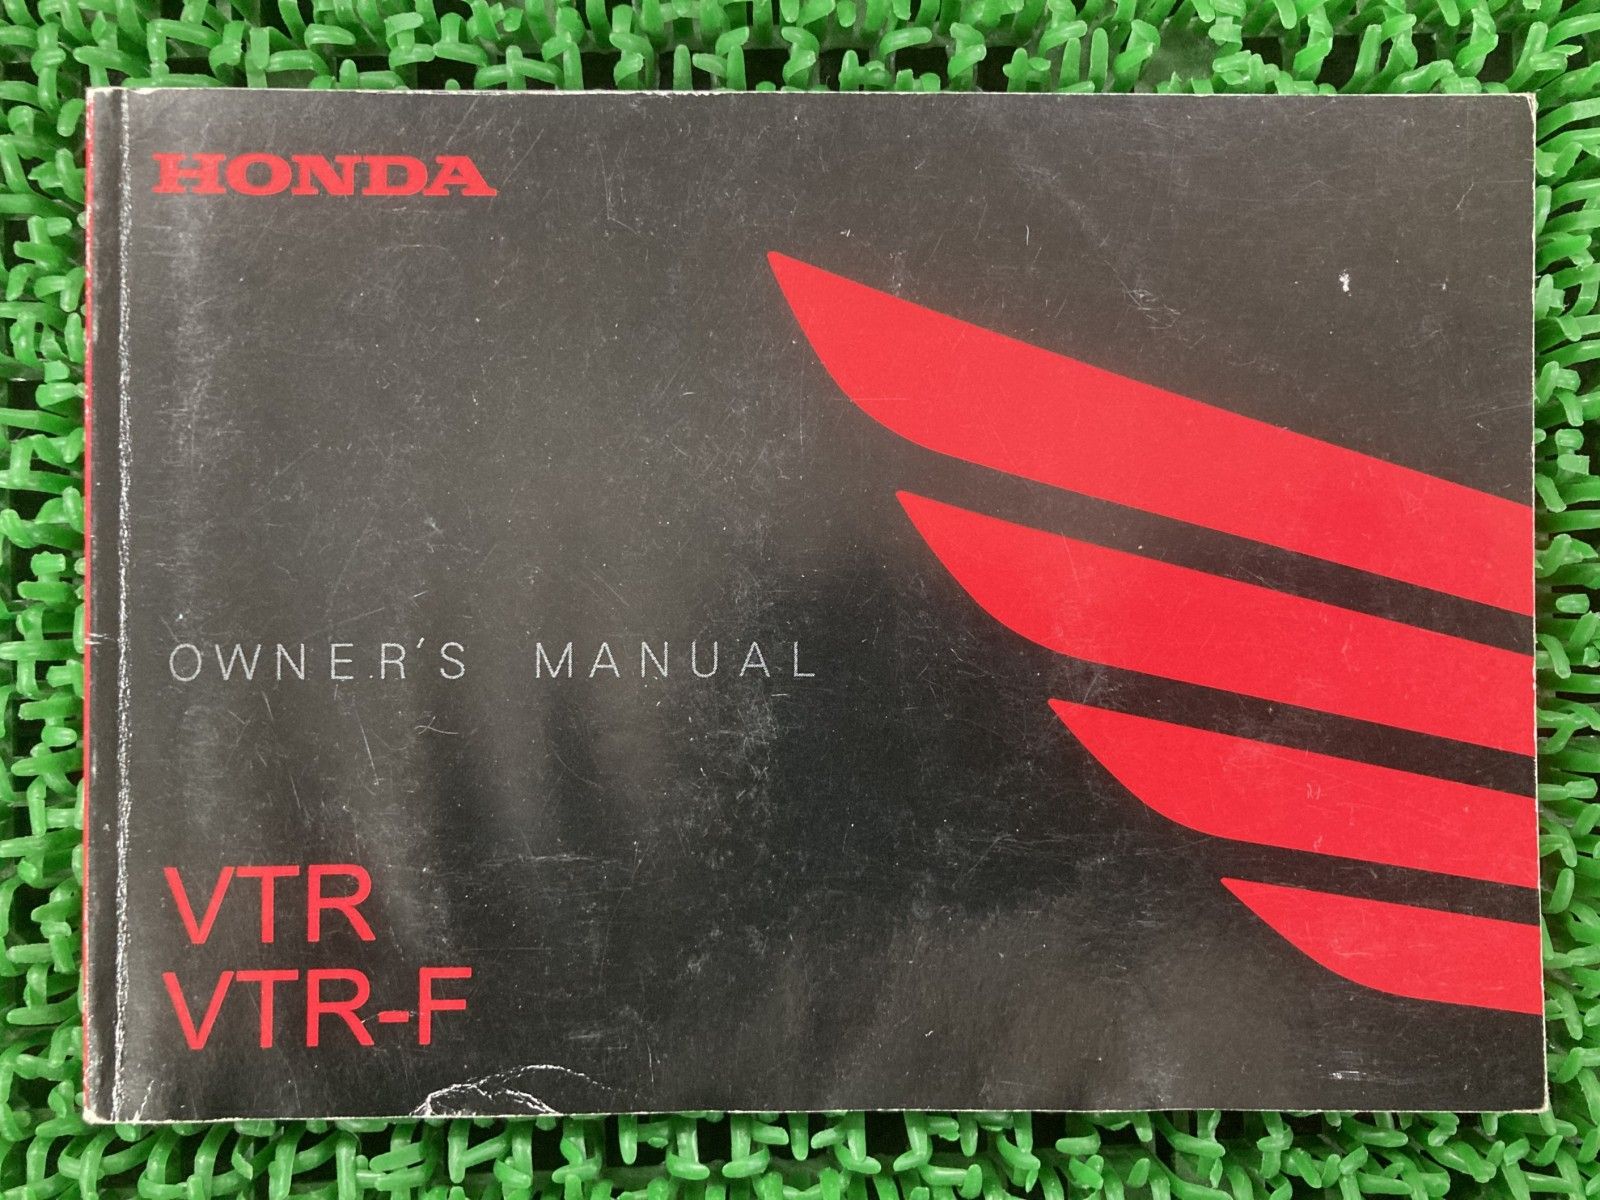 HONDA
OWNER'S MANUAL
VTR
VTR-F